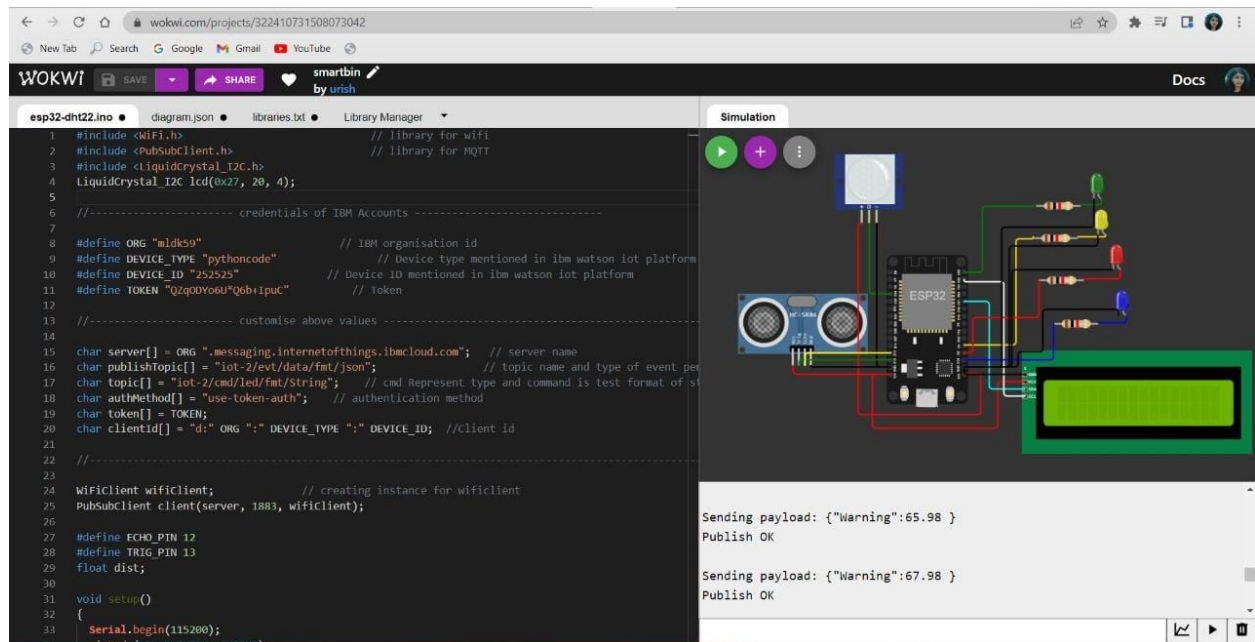 wokwi.com/projects/322410731508073042
New Tab Search Google Gmail YouTube
WOKWI SAVE SHARE smartbin
by urish
Docs
esp32-dht22.ino diagram.json libraries.txt Library Manager
1 #include <WiFi.h> // library for wifi
2 #include <PubSubClient.h> // library for MQTT
3 #include <LiquidCrystal_I2C.h>
4 LiquidCrystal_I2C lcd(0x27, 20, 4);
5
6 //----------------------- credentials of IBM Accounts ------------------------------
7
8 #define ORG "mldk59" // IBM organisation id
9 #define DEVICE_TYPE "pythoncode" // Device type mentioned in ibm watson iot platform
10 #define DEVICE_ID "252525" // Device ID mentioned in ibm watson iot platform
11 #define TOKEN "QZqODYo6U*Q6b+IpuC" // Token
12
13 //----------------------- customise above values -----------------------
14
15 char server[] = ORG ".messaging.internetofthings.ibmcloud.com"; // server name
16 char publishTopic[] = "iot-2/evt/data/fmt/json"; // topic name and type of event per
17 char topic[] = "iot-2/cmd/led/fmt/String"; // cmd Represent type and command is test format of st
18 char authMethod[] = "use-token-auth"; // authentication method
19 char token[] = TOKEN;
20 char clientId[] = "d:" ORG ":" DEVICE_TYPE ":" DEVICE_ID; //Client id
21
22 //-----------------------
23
24 WiFiClient wifiClient; // creating instance for wificlient
25 PubSubClient client(server, 1883, wifiClient);
26
27 #define ECHO_PIN 12
28 #define TRIG_PIN 13
29 float dist;
30
31 void setup()
32 {
33 Serial.begin(115200);
Simulation
ESP32
HC-SR04
Sending payload: {"Warning":65.98 }
Publish OK
Sending payload: {"Warning":67.98 }
Publish OK